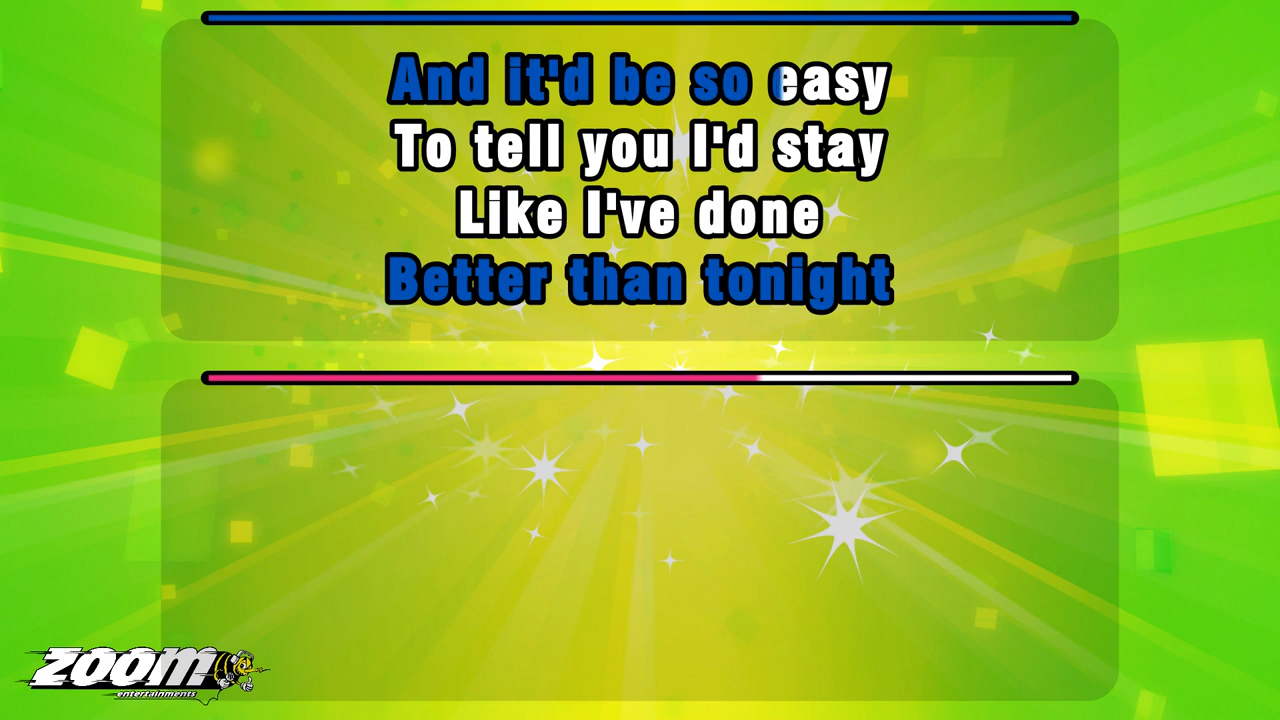 And it'd be so easy
To tell you I'd stay
Like I've done
Better than tonight
ZOOM
entertainments